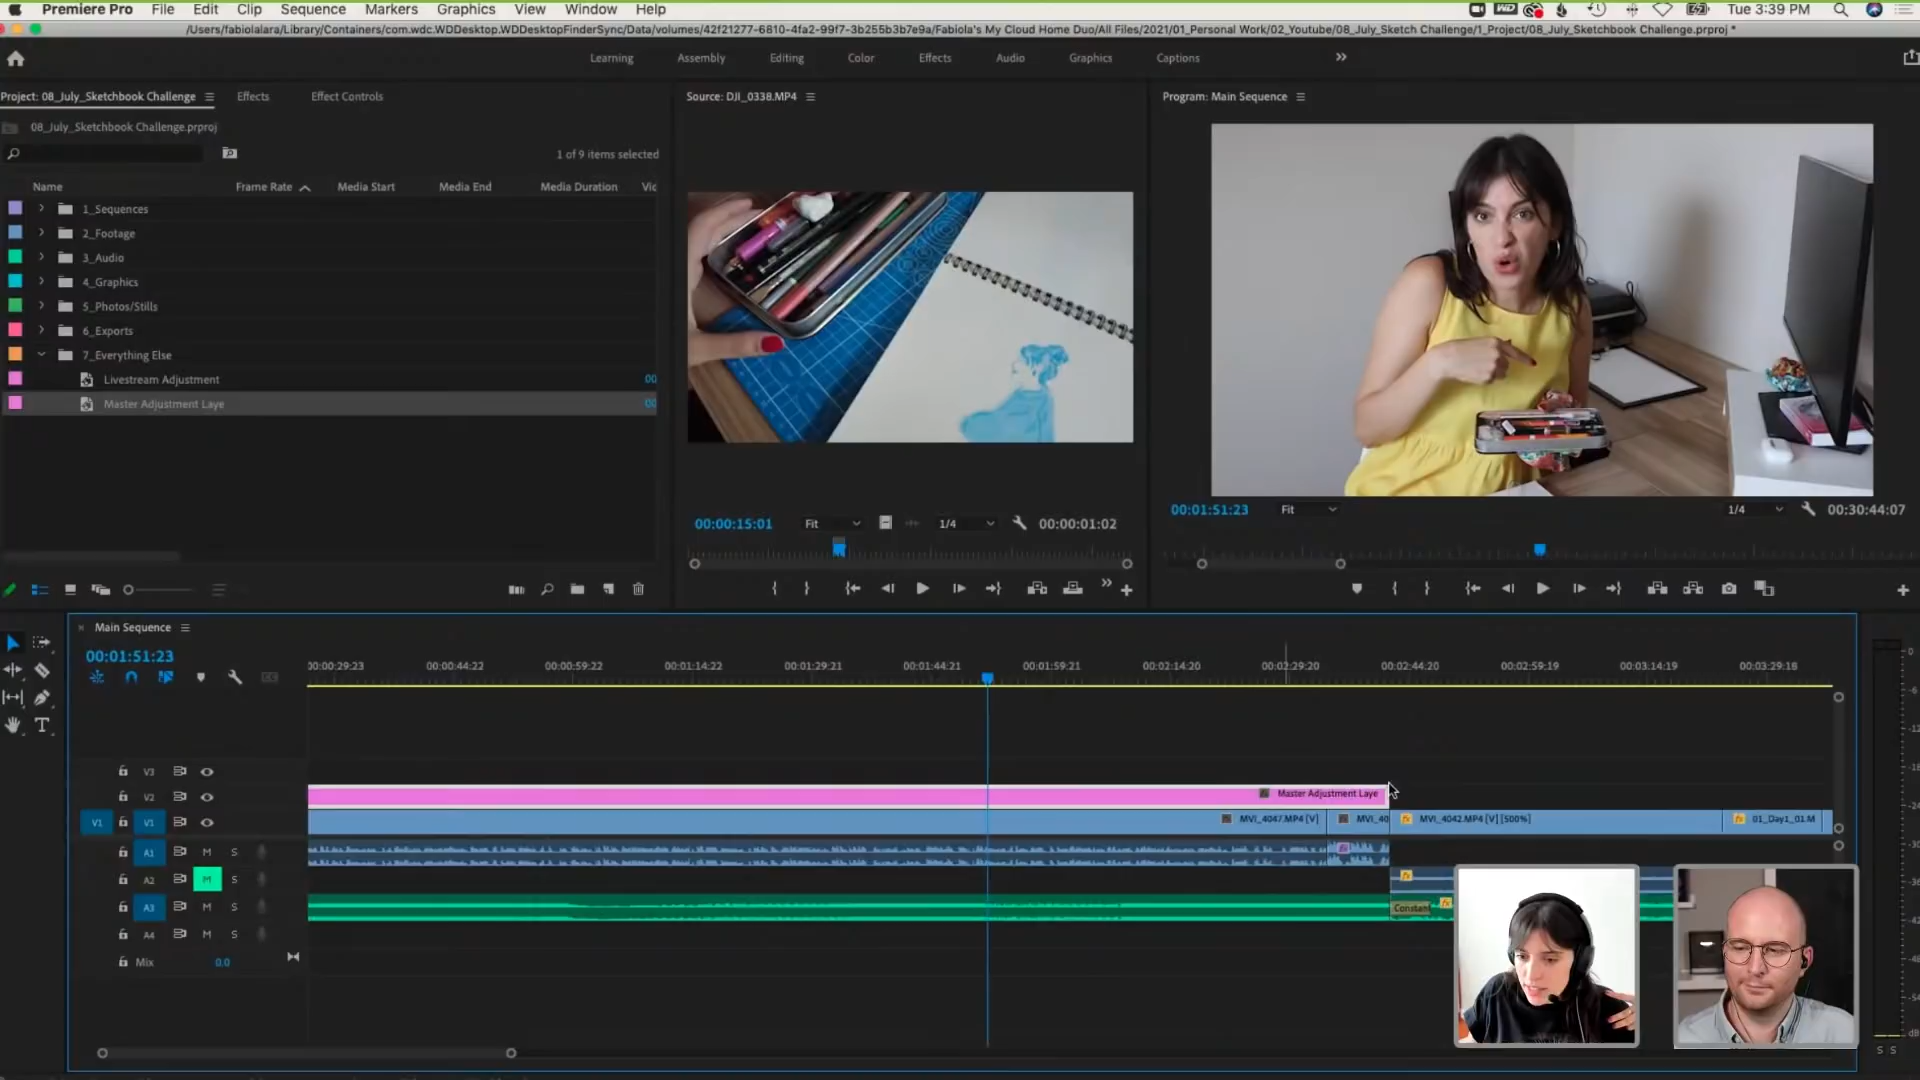 Premiere Pro File Edit Clip Sequence Markers Graphics View Window Help Tue 3:39 PM
/Users/fabiolalara/Library/Containers/com.wdc.WDDesktop.WDDesktopFinderSync/Data/volumes/42f21277-6810-4fa2-99f7-3b255b3b7e9a/Fabiola's My Cloud Home Duo/All Files/2021/01_Personal Work/02_Youtube/08_July_Sketch Challenge/1_Project/08_July_Sketchbook Challenge.prproj *
Learning Assembly Editing Color Effects Audio Graphics Captions
Project: 08_July_Sketchbook Challenge Effects Effect Controls
Source: DJI_0338.MP4
Program: Main Sequence
08_July_Sketchbook Challenge.prproj
1 of 9 items selected
Name Frame Rate Media Start Media End Media Duration Vic
1_Sequences
2_Footage
3_Audio
4_Graphics
5_Photos/Stills
6_Exports
7_Everything Else
Livestream Adjustment 00
Master Adjustment Laye 00
00:00:15:01 Fit 1/4 00:00:01:02
00:01:51:23 Fit 1/4 00:30:44:07
Main Sequence
00:01:51:23
00:00:29:23 00:00:44:22 00:00:59:22 00:01:14:22 00:01:29:21 00:01:44:21 00:01:59:21 00:02:14:20 00:02:29:20 00:02:44:20 00:02:59:19 00:03:14:19 00:03:29:18
V3
V2 Master Adjustment Laye
V1 V1 MVI_4047.MP4 [V] MVI_40 MVI_4042.MP4 [V] [500%] 01_Day1_01.M
A1 M S
A2 M S
A3 M S Constant
A4 M S
Mix 0.0
S S